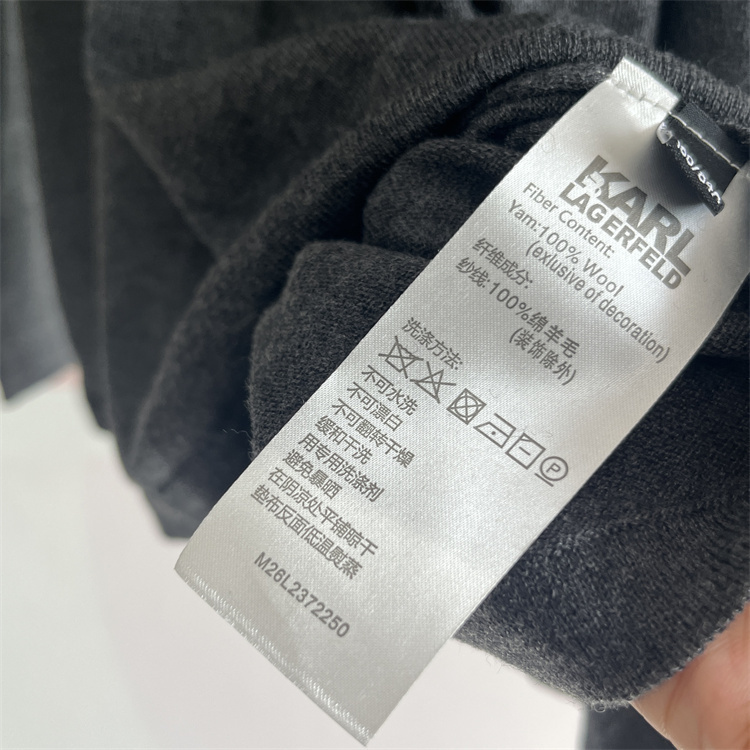 KARL
LAGERFELD
Fiber Content:
Yarn:100% Wool
(exlusive of decoration)
纤维成分:
纱线:100%绵羊毛
(装饰除外)
洗涤方法:
P
不可水洗
不可漂白
不可翻转干燥
缓和干洗
用专用洗涤剂
避免暴晒
在阴凉处平铺晾干
垫布反面低温熨蒸
M26L2372250